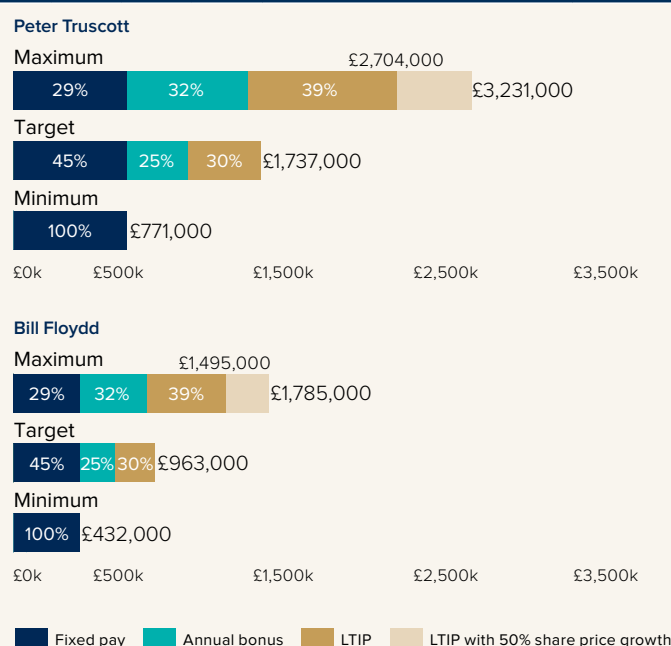 Peter Truscott
Maximum
£2,704,000
29% 32% 39% £3,231,000
Target
45% 25% 30% £1,737,000
Minimum
100% £771,000
£0k £500k £1,500k £2,500k £3,500k
Bill Floydd
Maximum
£1,495,000
29% 32% 39% £1,785,000
Target
45% 25% 30% £963,000
Minimum
100% £432,000
£0k £500k £1,500k £2,500k £3,500k
Fixed pay Annual bonus LTIP LTIP with 50% share price growth